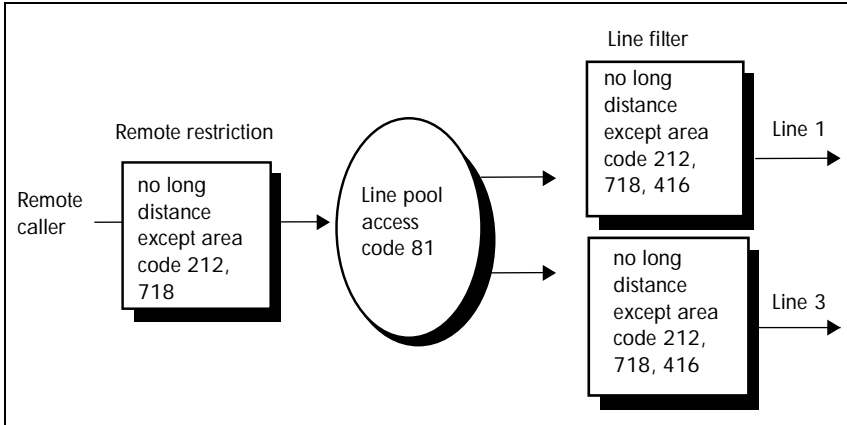 Remote
caller
Remote restriction
no long
distance
except area
code 212,
718
Line pool
access
code 81
Line filter
no long
distance
except area
code 212,
718, 416
Line 1
no long
distance
except area
code 212,
718, 416
Line 3